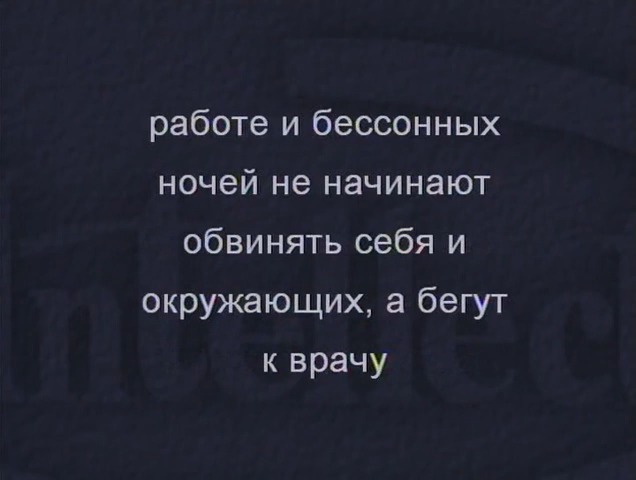 работе и бессонных
ночей не начинают
обвинять себя и
окружающих, а бегут
к врачу